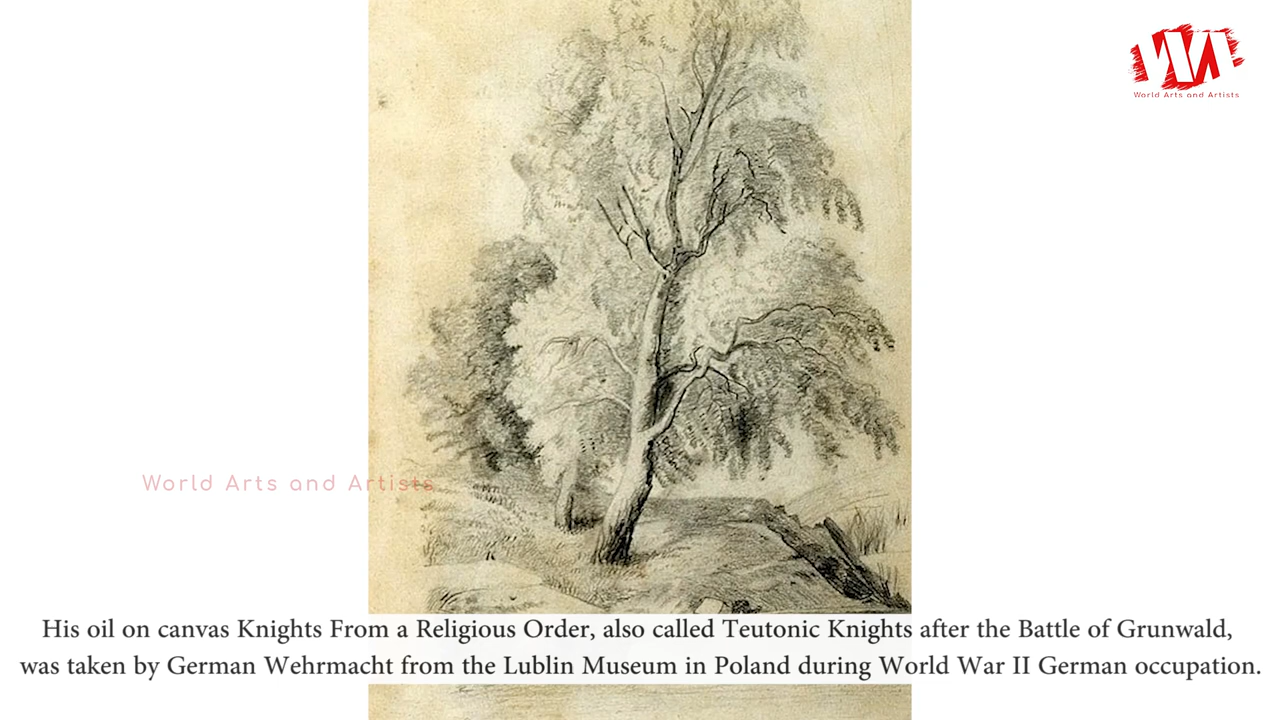 World Arts and Artists
World Arts and Artists
His oil on canvas Knights From a Religious Order, also called Teutonic Knights after the Battle of Grunwald,
was taken by German Wehrmacht from the Lublin Museum in Poland during World War II German occupation.